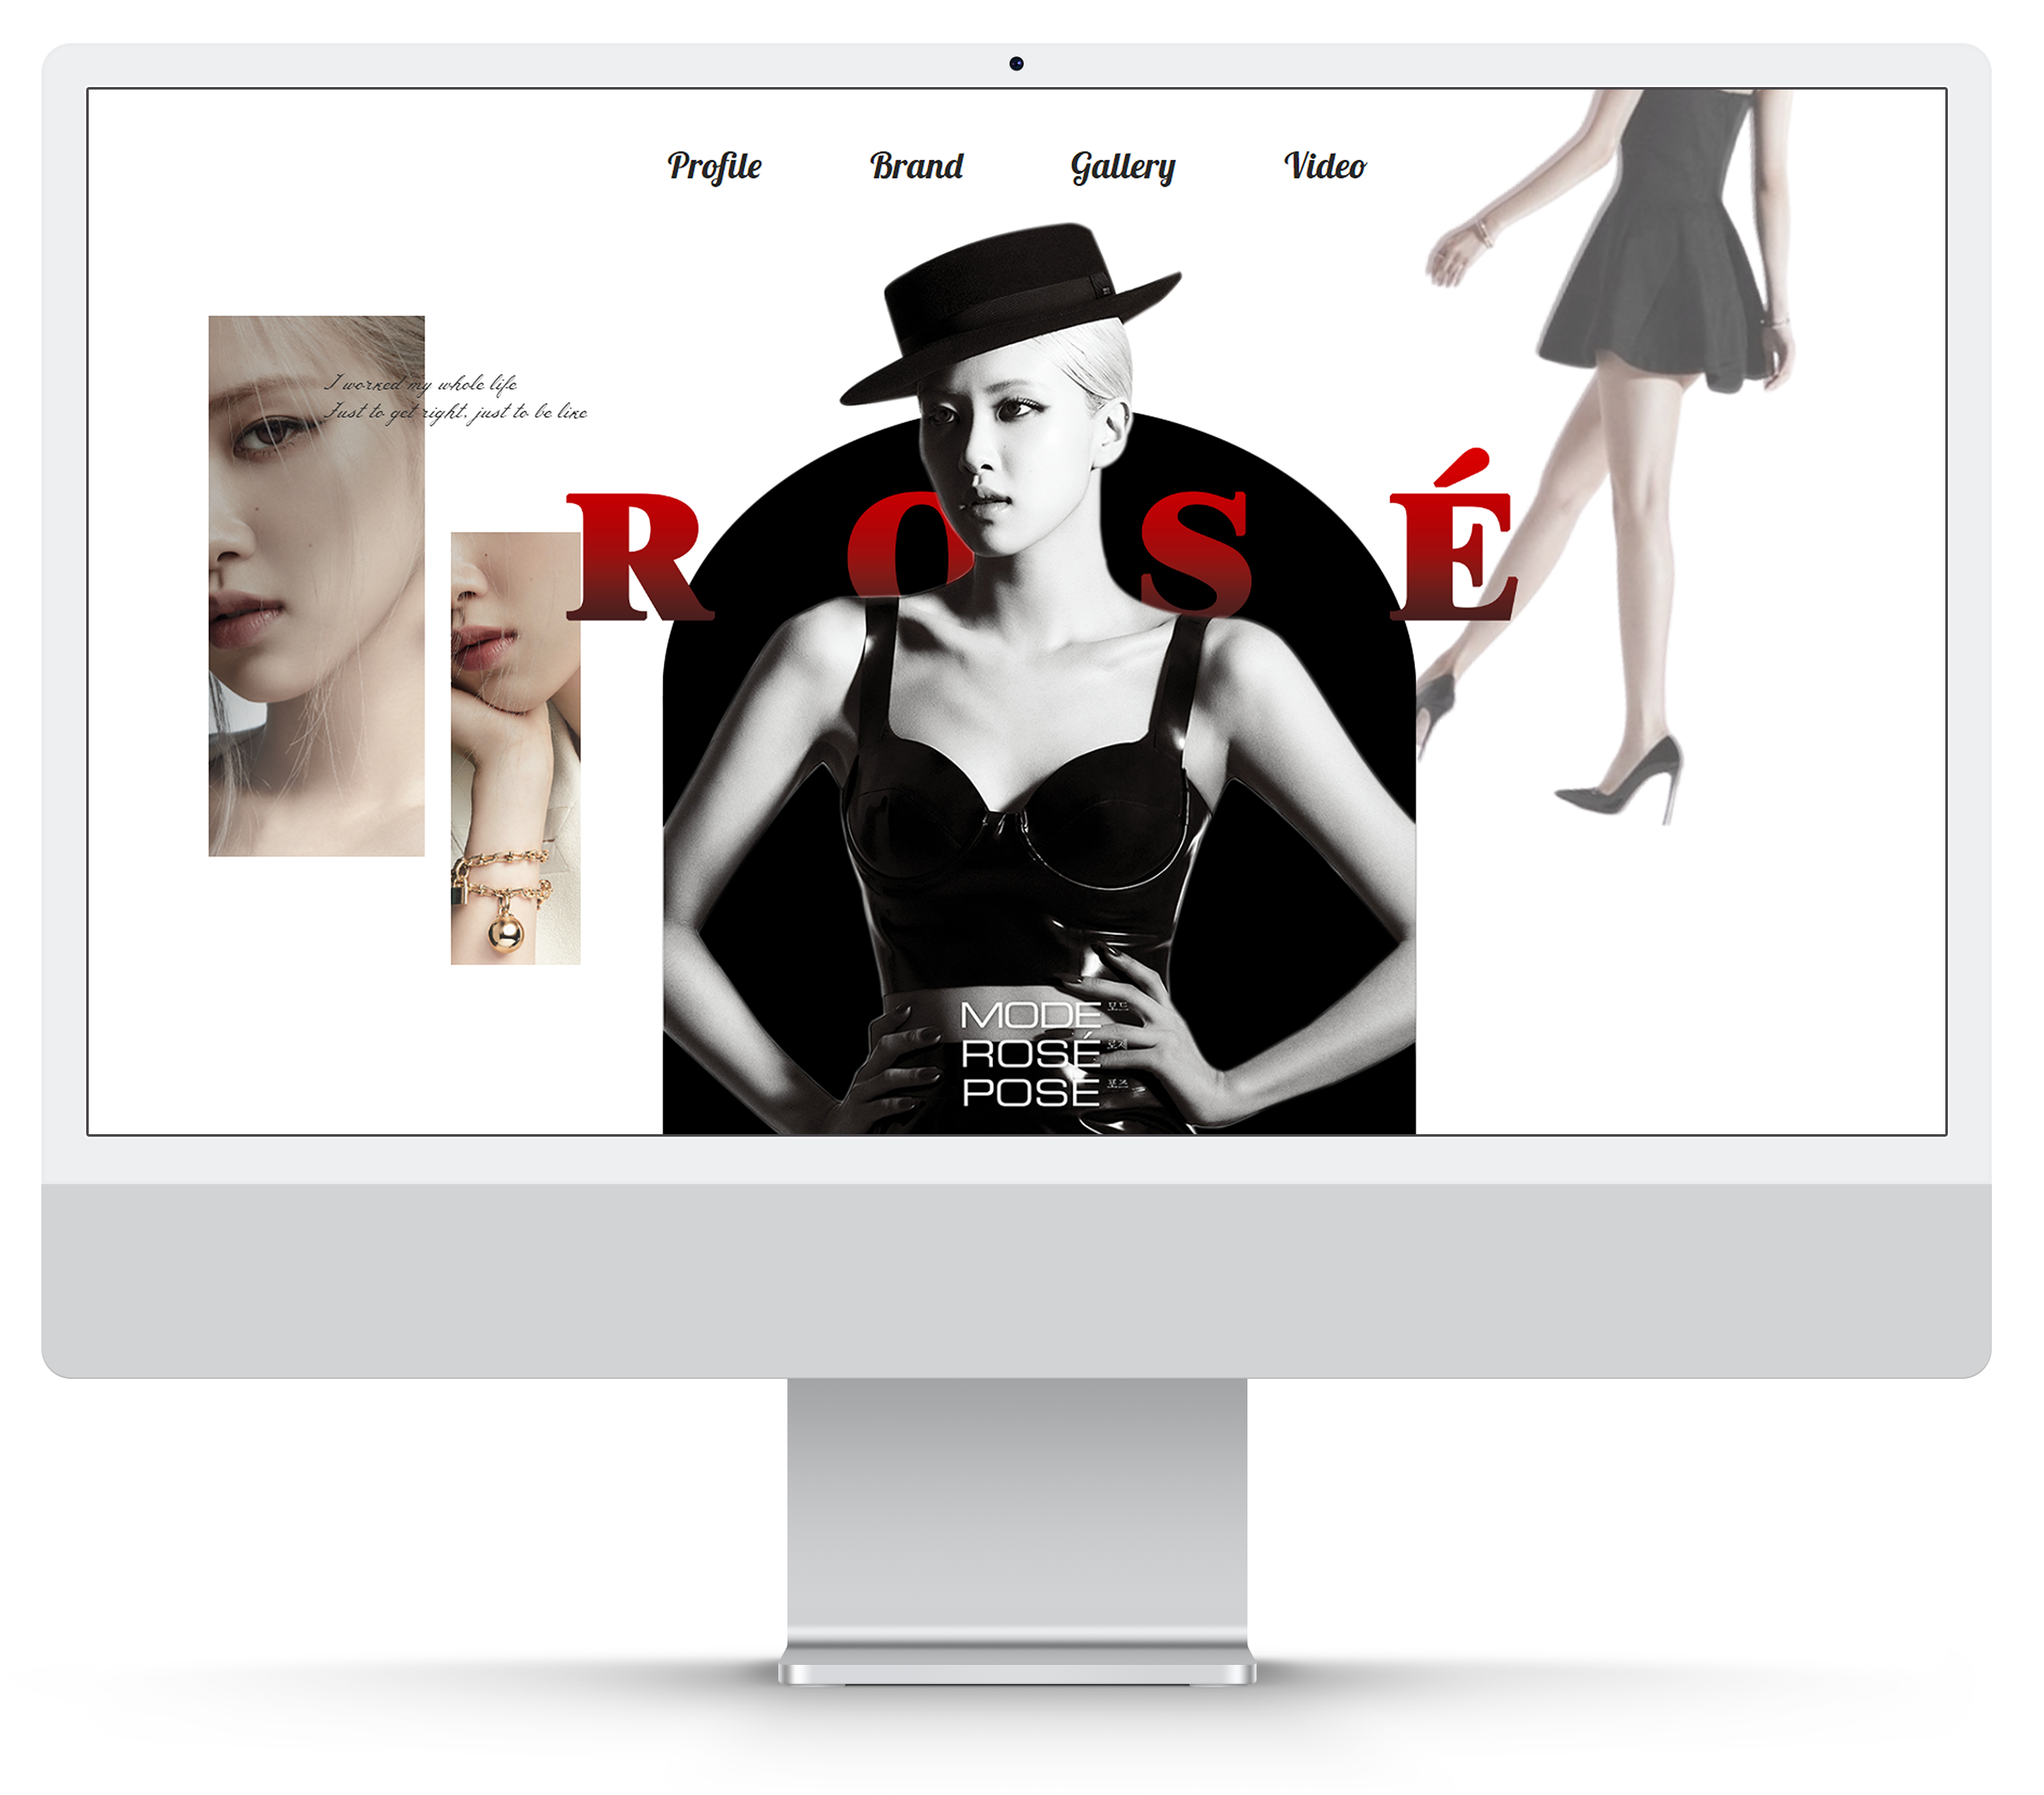 Profile Brand Gallery Video
I worked my whole life
Just to get right, just to be like
ROSÉ
MODE 모드
ROSÉ 로제
POSE 포즈